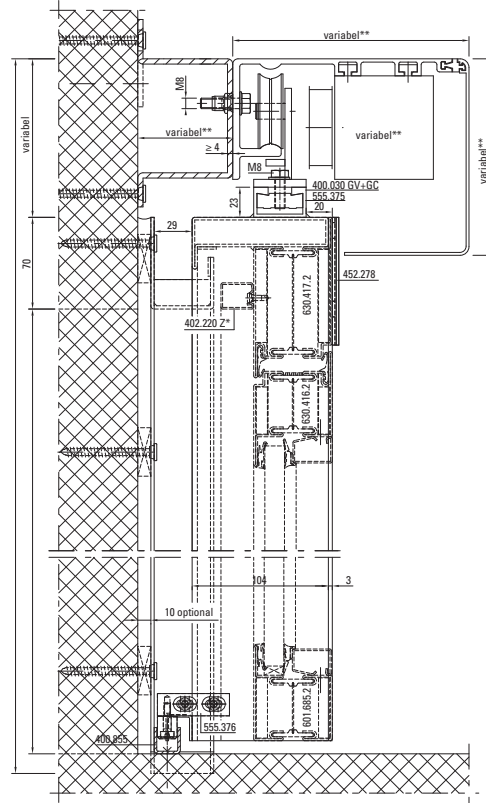 variabel**
M8
variabel
variabel**
variabel**
variabel**
≥ 4
M8
400.030 GV+GC
555.375
23
20
29
70
452.278
630.417.2
402.220 Z*
630.416.2
104
3
10 optional
601.685.2
555.376
400.855